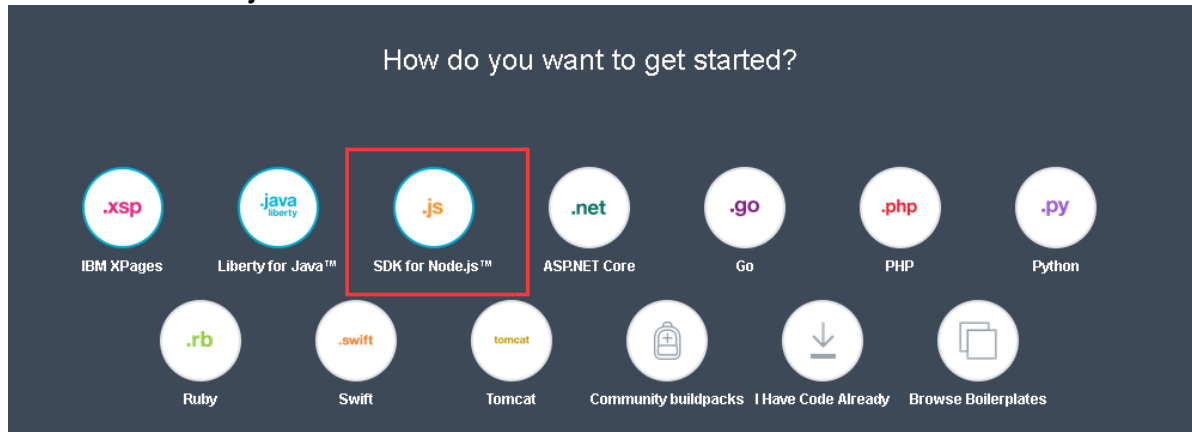 How do you want to get started?
.xsp
.java
liberty
.js
.net
.go
.php
.py
IBM XPages
Liberty for Java™
SDK for Node.js™
ASP.NET Core
Go
PHP
Python
.rb
.swift
tomcat
Ruby
Swift
Tomcat
Community buildpacks
I Have Code Already
Browse Boilerplates